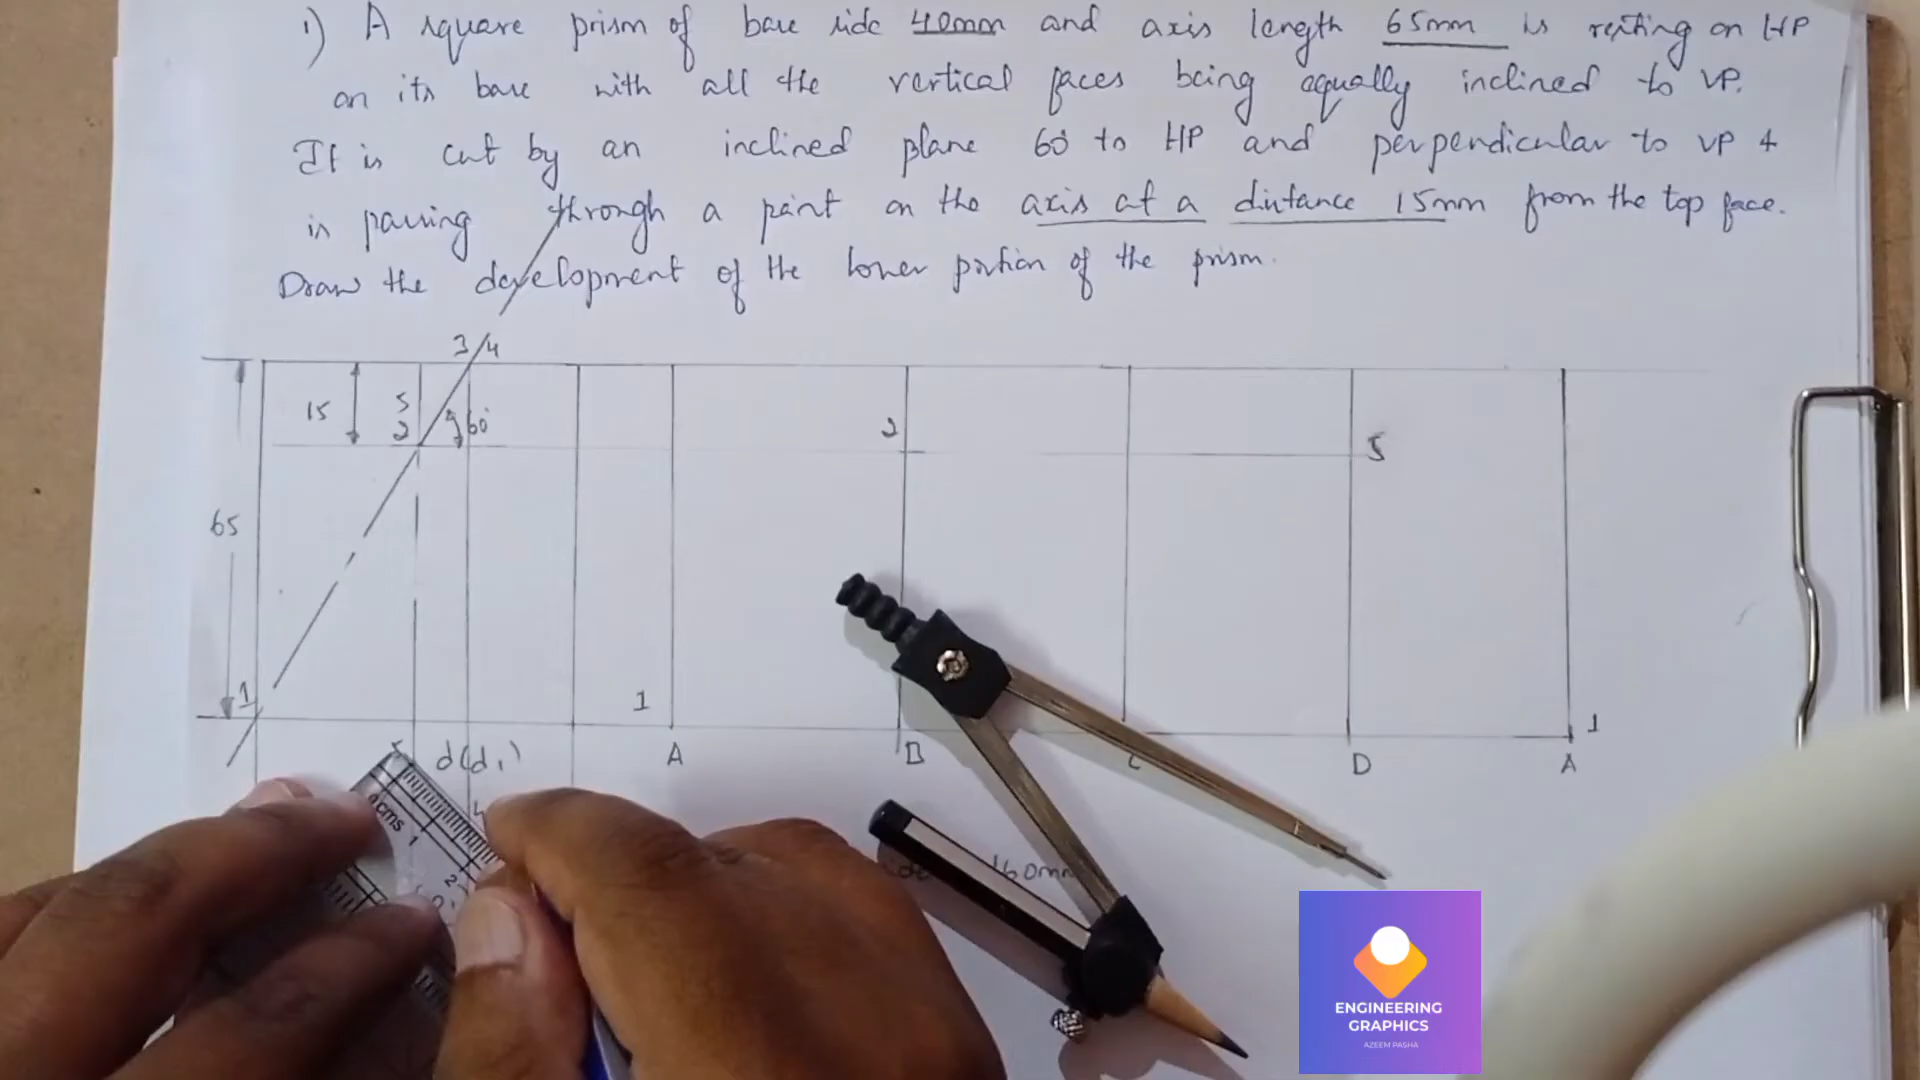 1) A square prism of base side 40mm and axis length 65mm is resting on HP
on its base with all the vertical faces being equally inclined to VP.
It is cut by an inclined plane 60° to HP and perpendicular to VP &
is passing through a point on the axis at a distance 15mm from the top face.
Draw the development of the lower portion of the prism.
3 4
15 5 60°
2
2 5
65
1 1 1
d(d1) A B C D A
cms 1 2
160mm
ENGINEERING
GRAPHICS
AZEEM PASHA